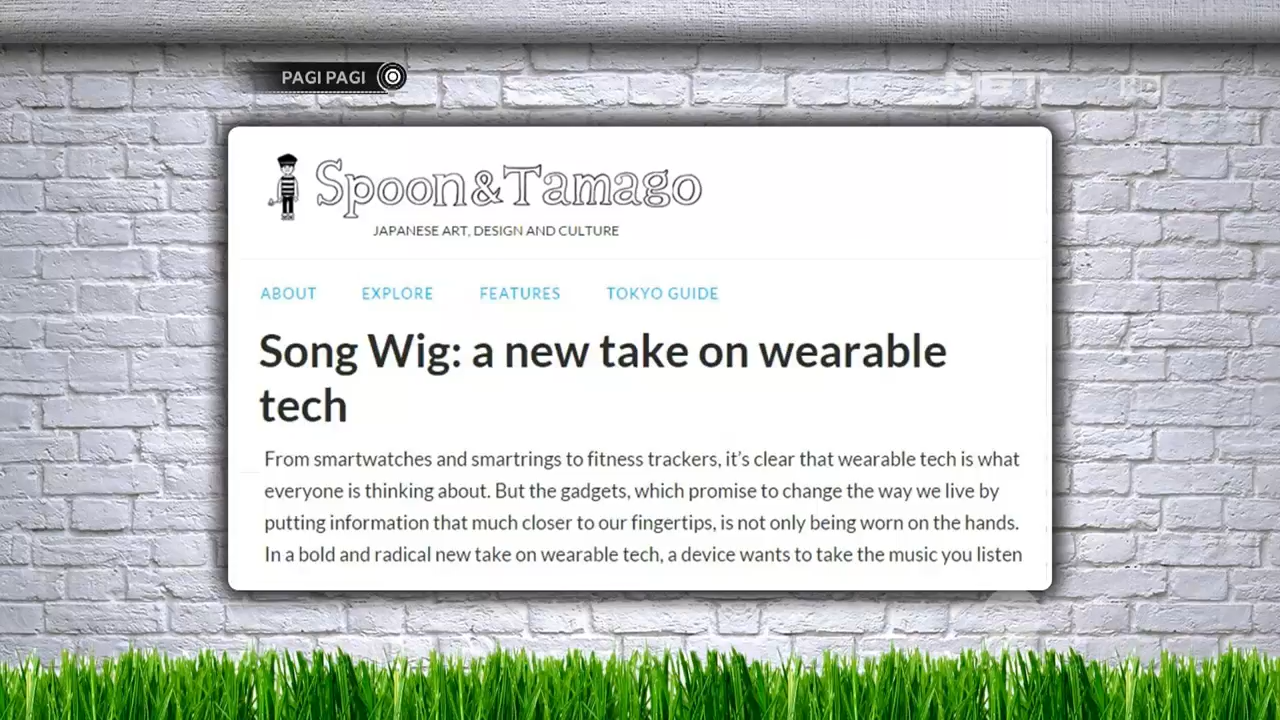 PAGI PAGI
NET.
HD
Spoon&Tamago
JAPANESE ART, DESIGN AND CULTURE
ABOUT EXPLORE FEATURES TOKYO GUIDE
Song Wig: a new take on wearable
tech
From smartwatches and smartrings to fitness trackers, it's clear that wearable tech is what
everyone is thinking about. But the gadgets, which promise to change the way we live by
putting information that much closer to our fingertips, is not only being worn on the hands.
In a bold and radical new take on wearable tech, a device wants to take the music you listen